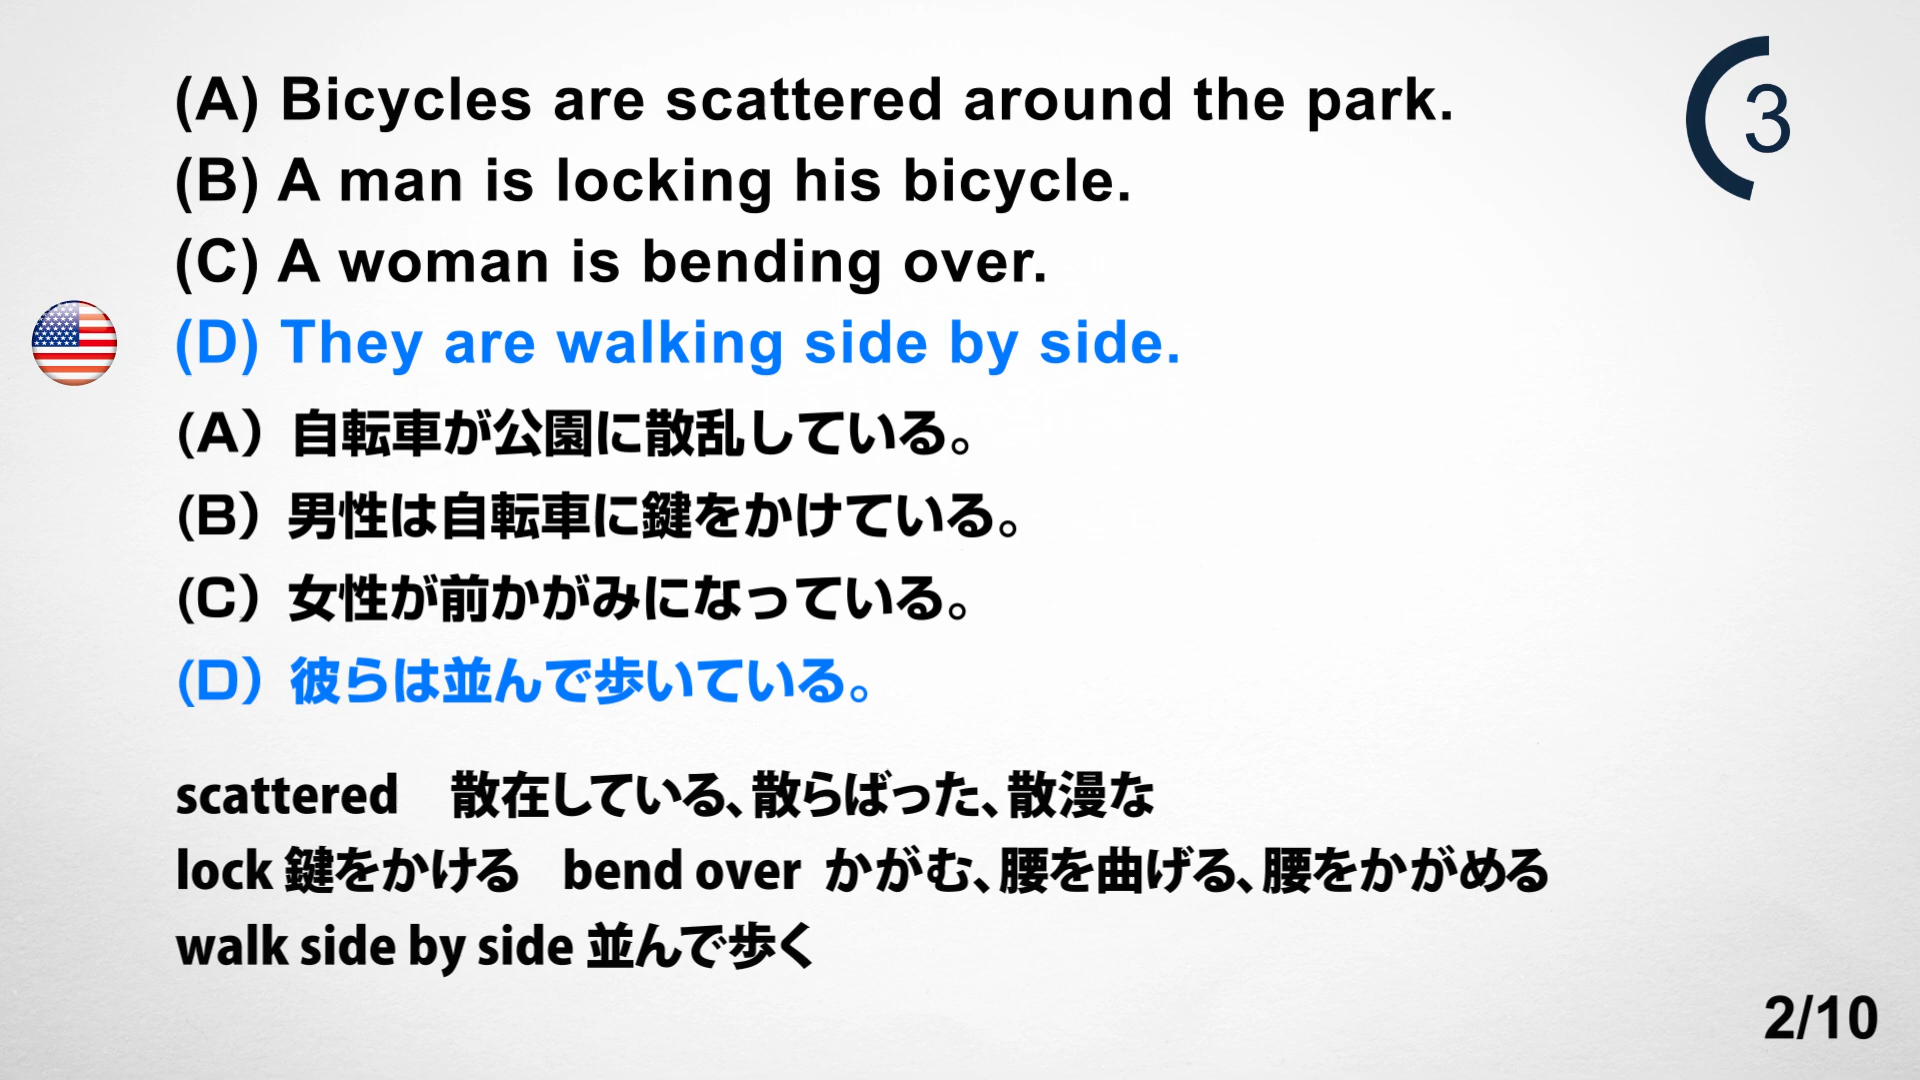 (A) Bicycles are scattered around the park.
3
(B) A man is locking his bicycle.
(C) A woman is bending over.
(D) They are walking side by side.
(A）自転車が公園に散乱している。
(B）男性は自転車に鍵をかけている。
(C）女性が前かがみになっている。
(D）彼らは並んで歩いている。
scattered　散在している、散らばった、散漫な
lock 鍵をかける　bend over かがむ、腰を曲げる、腰をかがめる
walk side by side 並んで歩く
2/10